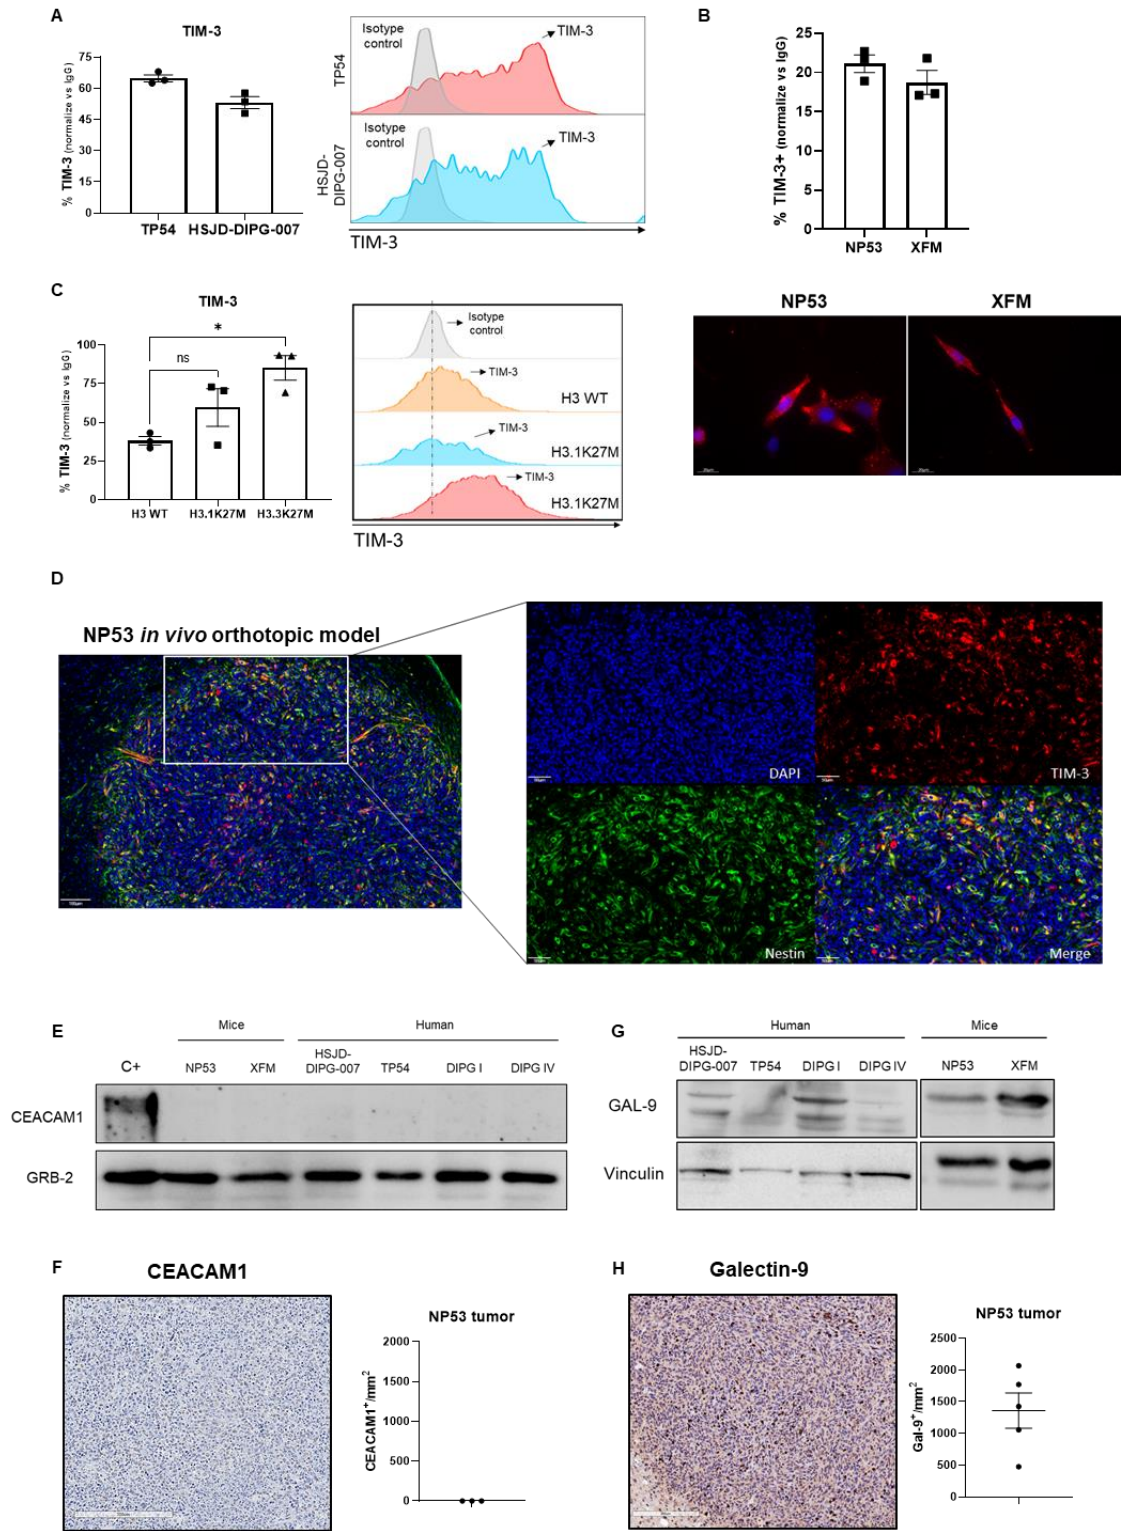 A
TIM-3
% TIM-3 (normalize vs IgG)
75
60
45
30
15
0
TP54
HSJD-DIPG-007
TP54
Isotype
control
TIM-3
HSJD-
DIPG-007
Isotype
control
TIM-3
TIM-3
B
% TIM-3+ (normalize vs IgG)
25
20
15
10
5
0
NP53
XFM
NP53
XFM
C
TIM-3
*
ns
% TIM-3 (normalize vs IgG)
100
75
50
25
0
H3 WT
H3.1K27M
H3.3K27M
Isotype
control
TIM-3
H3 WT
TIM-3
H3.1K27M
TIM-3
H3.1K27M
TIM-3
D
NP53 in vivo orthotopic model
DAPI
TIM-3
Nestin
Merge
E
Mice
Human
C+
NP53
XFM
HSJD-
DIPG-007
TP54
DIPG I
DIPG IV
CEACAM1
GRB-2
G
Human
Mice
HSJD-
DIPG-007
TP54
DIPG I
DIPG IV
NP53
XFM
GAL-9
Vinculin
F
CEACAM1
NP53 tumor
CEACAM1+/mm2
2000
1500
1000
500
0
H
Galectin-9
NP53 tumor
Gal-9+/mm2
2500
2000
1500
1000
500
0